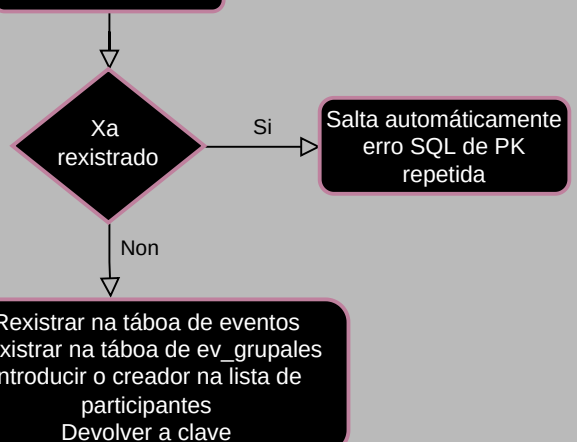 Xa
rexistrado
Si
Salta automáticamente
erro SQL de PK
repetida
Non
Rexistrar na táboa de eventos
xistrar na táboa de ev_grupales
ntroducir o creador na lista de
participantes
Devolver a clave